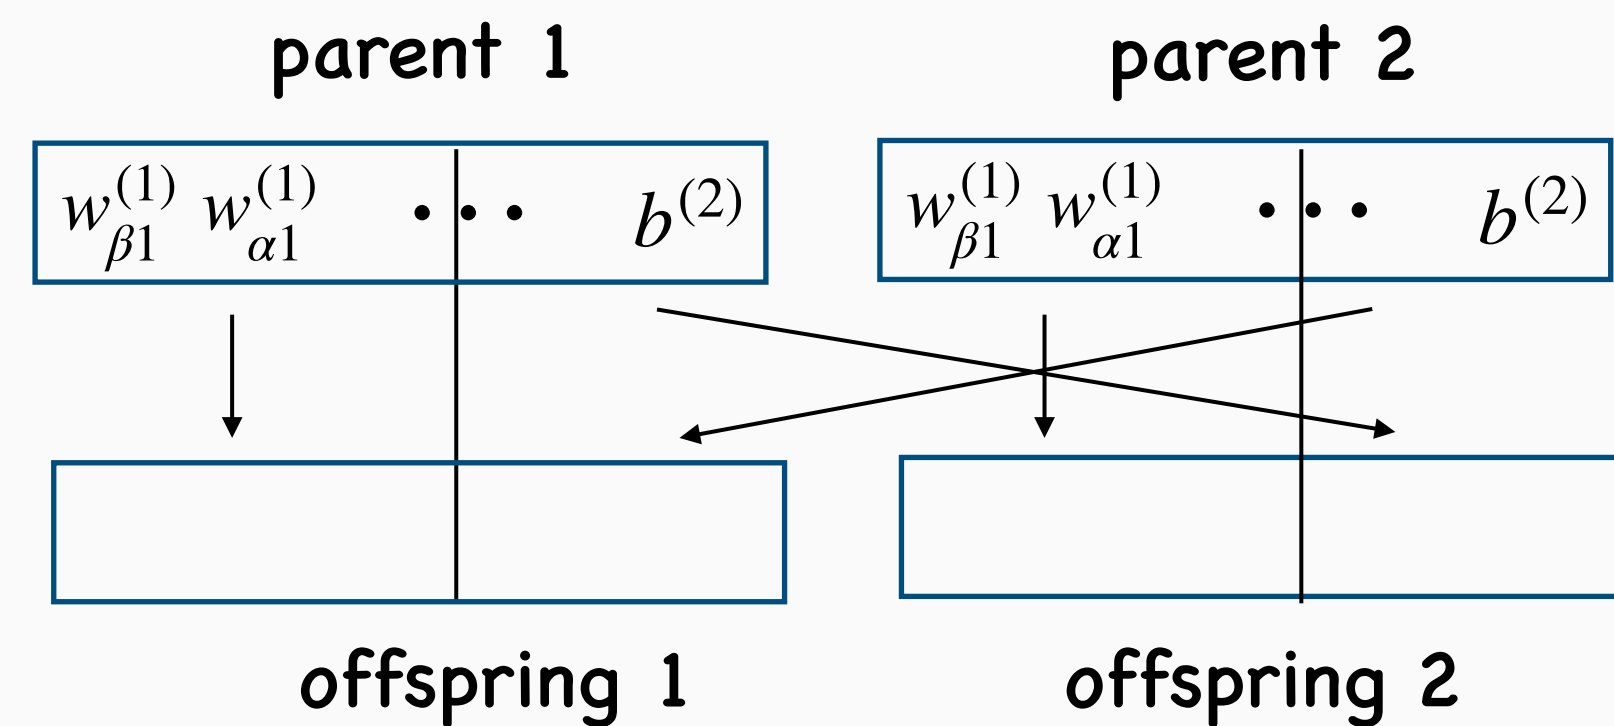 parent 1 parent 2
w_{β1}^{(1)} w_{α1}^{(1)} • • • b^{(2)} w_{β1}^{(1)} w_{α1}^{(1)} • • • b^{(2)}
offspring 1 offspring 2